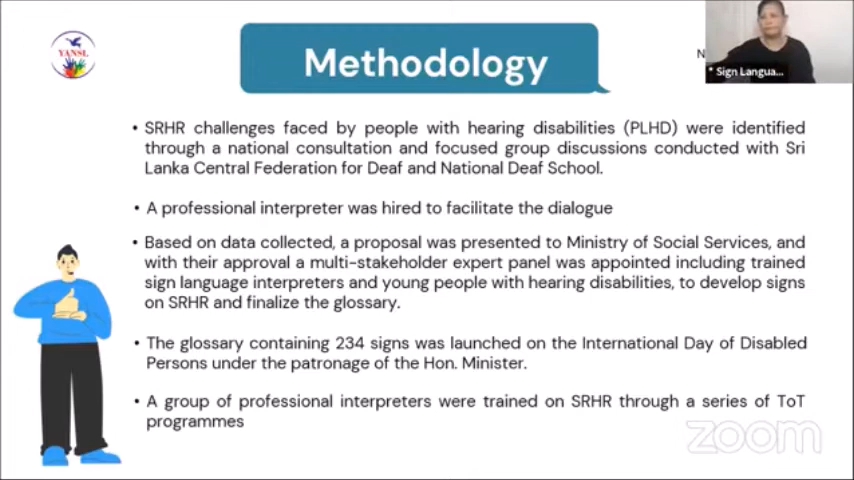 YANSL
Methodology
N
* Sign Langua...
• SRHR challenges faced by people with hearing disabilities (PLHD) were identified
through a national consultation and focused group discussions conducted with Sri
Lanka Central Federation for Deaf and National Deaf School.
• A professional interpreter was hired to facilitate the dialogue
• Based on data collected, a proposal was presented to Ministry of Social Services, and
with their approval a multi-stakeholder expert panel was appointed including trained
sign language interpreters and young people with hearing disabilities, to develop signs
on SRHR and finalize the glossary.
• The glossary containing 234 signs was launched on the International Day of Disabled
Persons under the patronage of the Hon. Minister.
• A group of professional interpreters were trained on SRHR through a series of ToT
programmes
zoom